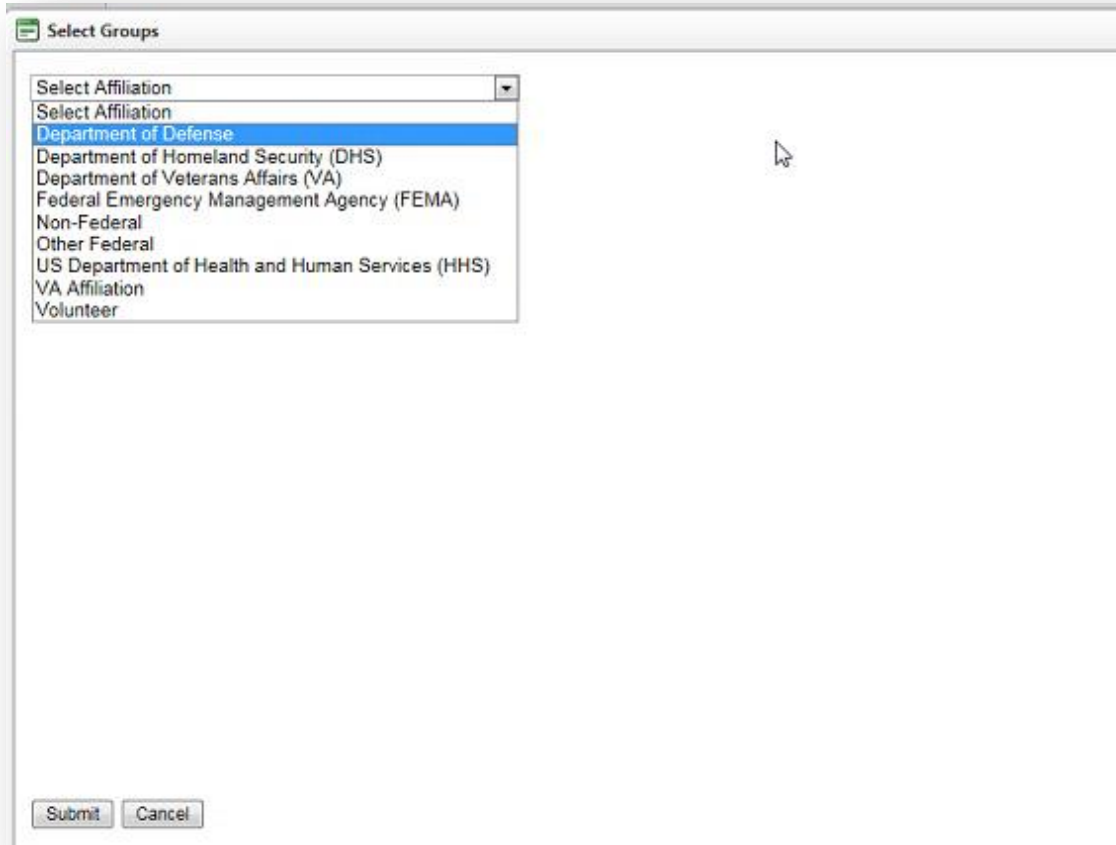 Select Groups
Select Affiliation
Select Affiliation
Department of Defense
Department of Homeland Security (DHS)
Department of Veterans Affairs (VA)
Federal Emergency Management Agency (FEMA)
Non-Federal
Other Federal
US Department of Health and Human Services (HHS)
VA Affiliation
Volunteer
Submit Cancel